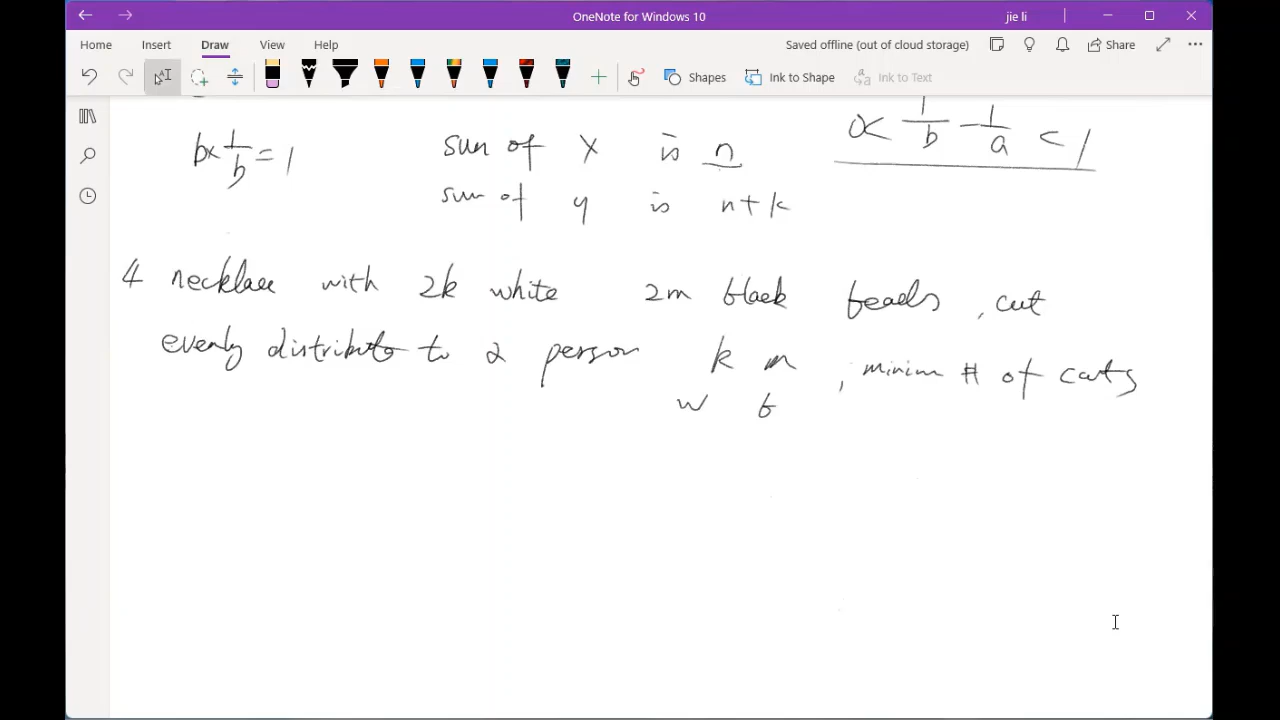 OneNote for Windows 10
jie li
Home Insert Draw View Help
Saved offline (out of cloud storage)
Share
Shapes
Ink to Shape
Ink to Text
∝ 1/b - 1/a < 1
b× 1/b = 1
sum of x is n
sum of y is n+k
4 necklace with 2k white 2m black beads, cut
evenly distribute to 2 person k m, minim # of cuts
w b